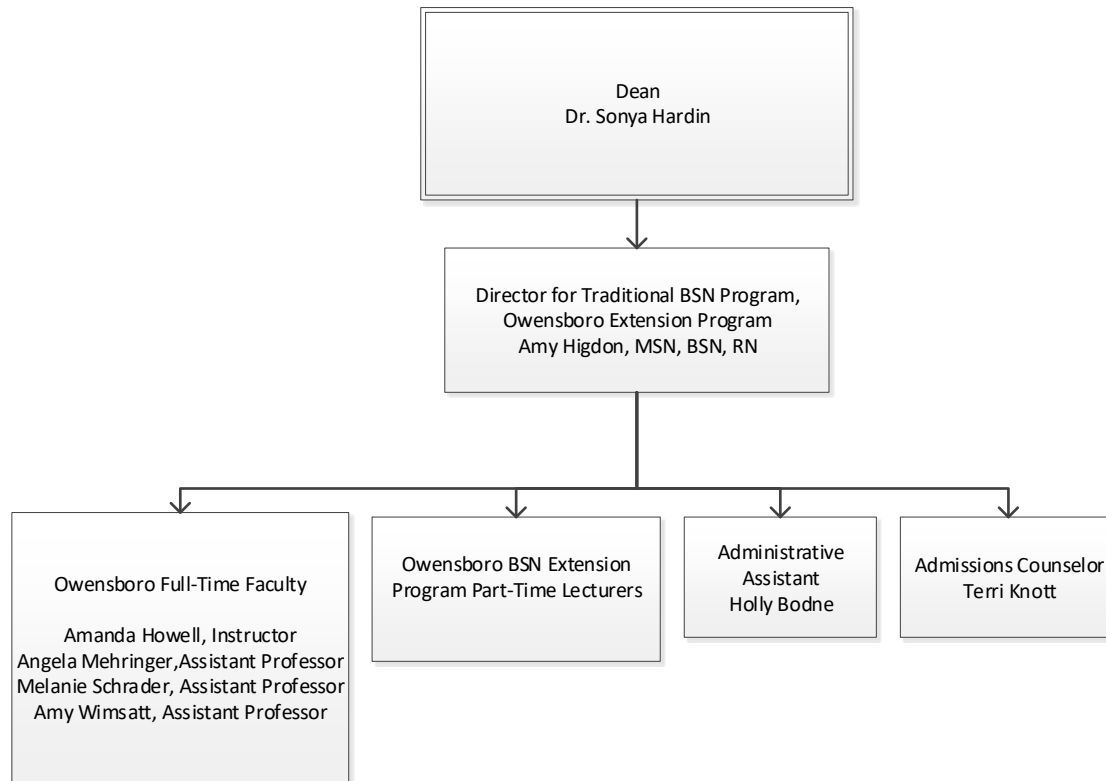 Dean
Dr. Sonya Hardin
Director for Traditional BSN Program,
Owensboro Extension Program
Amy Higdon, MSN, BSN, RN
Owensboro Full-Time Faculty
Amanda Howell, Instructor
Angela Mehringer,Assistant Professor
Melanie Schrader, Assistant Professor
Amy Wimsatt, Assistant Professor
Owensboro BSN Extension
Program Part-Time Lecturers
Administrative
Assistant
Holly Bodne
Admissions Counselor
Terri Knott